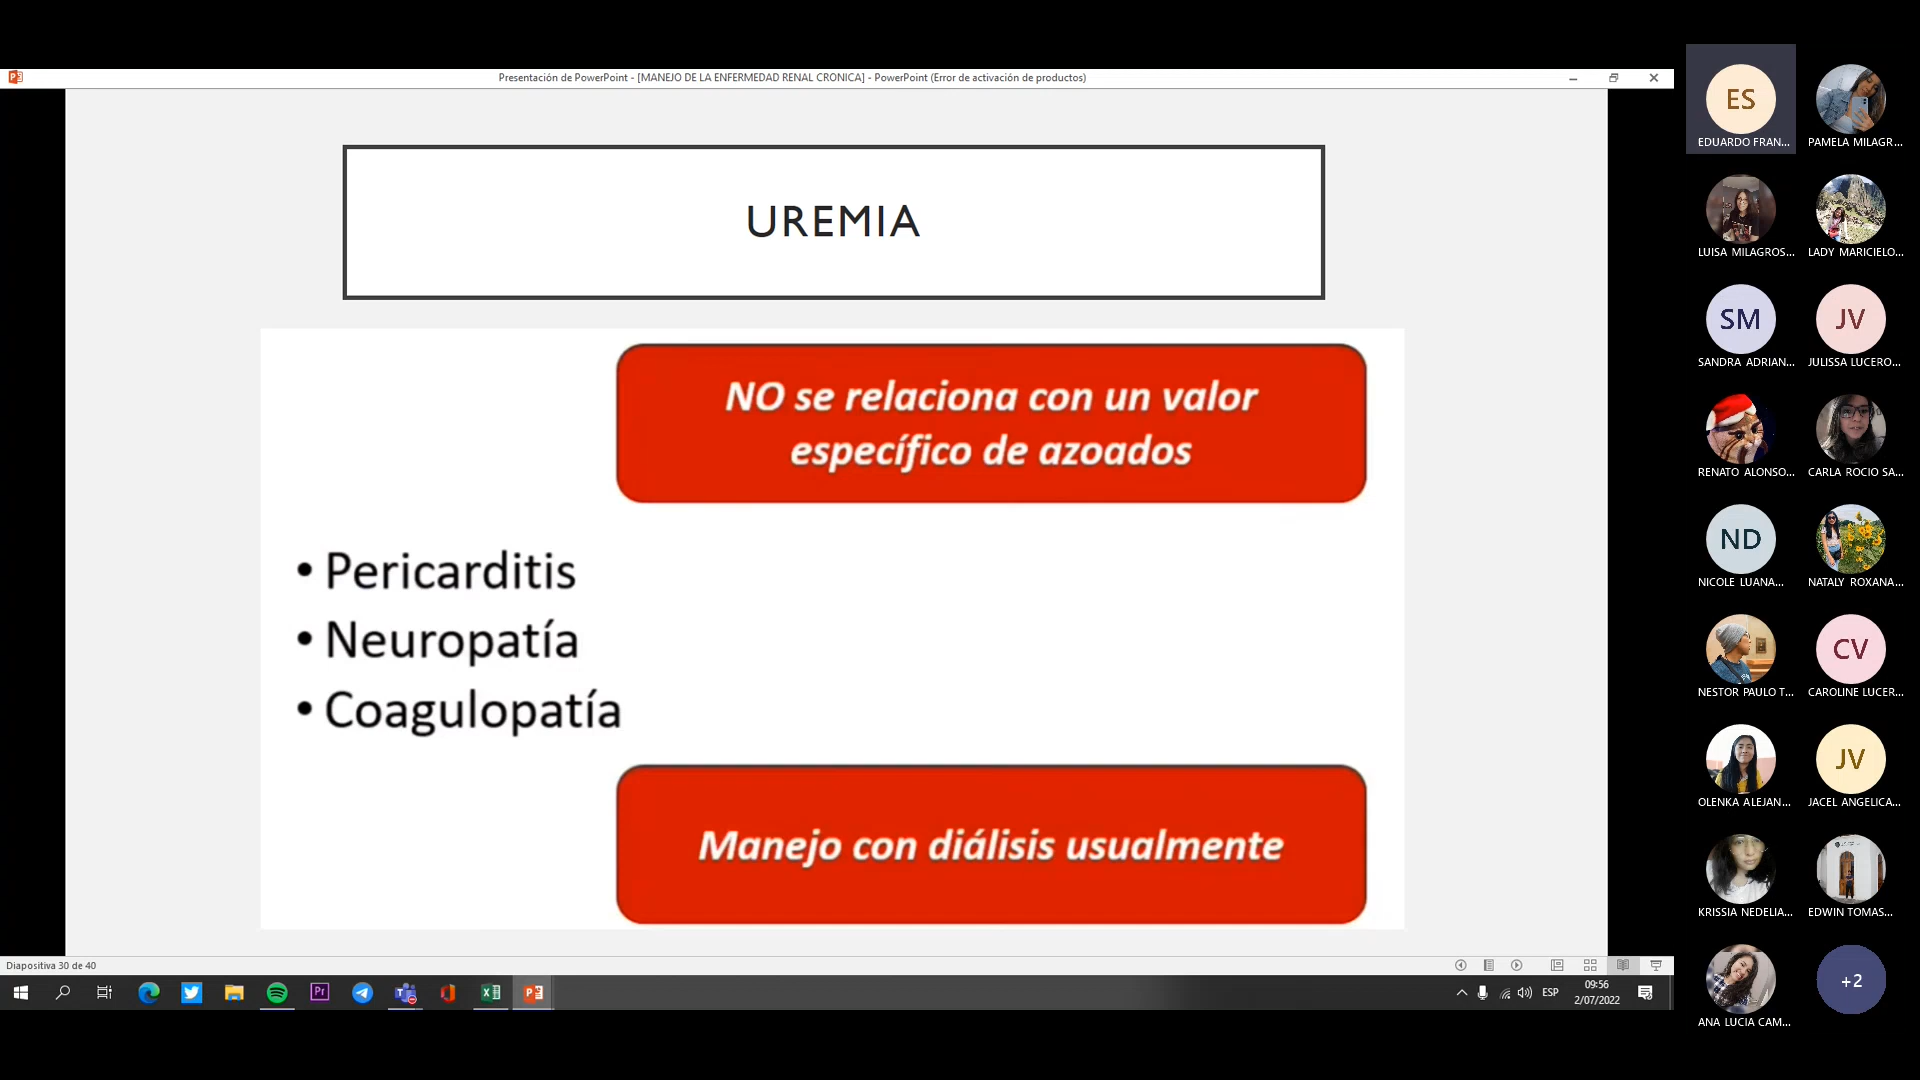 Presentación de PowerPoint - [MANEJO DE LA ENFERMEDAD RENAL CRONICA] - PowerPoint (Error de activación de productos)
UREMIA
NO se relaciona con un valor
específico de azoados
• Pericarditis
• Neuropatía
• Coagulopatía
Manejo con diálisis usualmente
Diapositiva 30 de 40
Pr
ESP
09:56
2/07/2022
ES
EDUARDO FRAN...
PAMELA MILAGR...
LUISA MILAGROS...
LADY MARICIELO...
SM
SANDRA ADRIAN...
JV
JULISSA LUCERO...
RENATO ALONSO...
CARLA ROCIO SA...
ND
NICOLE LUANA...
NATALY ROXANA...
NESTOR PAULO T...
CV
CAROLINE LUCER...
OLENKA ALEJAN...
JV
JACEL ANGELICA...
KRISSIA NEDELIA...
EDWIN TOMAS...
ANA LUCIA CAM...
+2